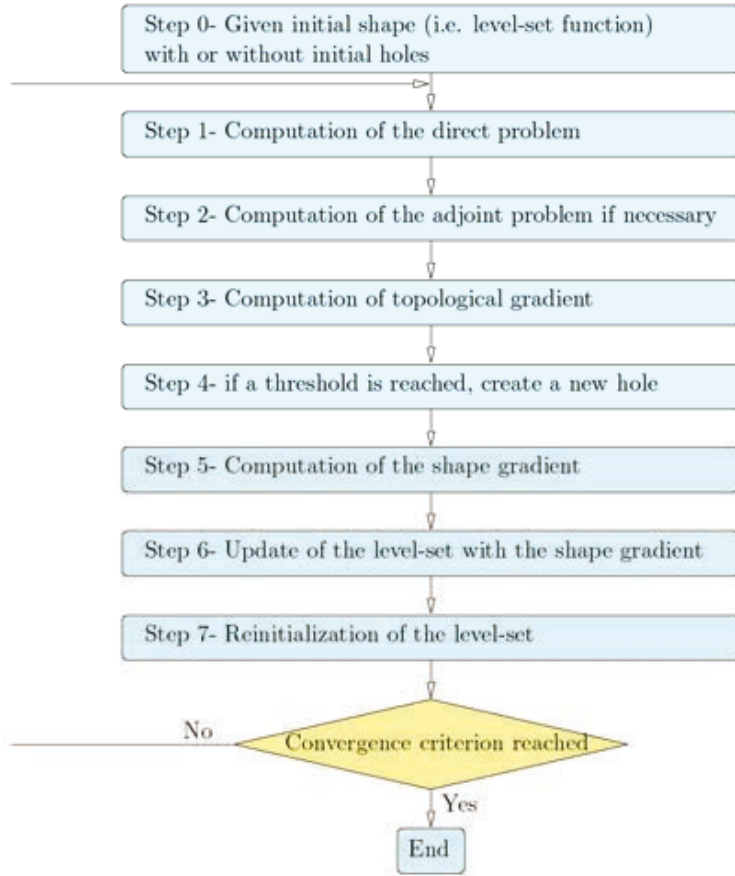 Step 0- Given initial shape (i.e. level-set function)
with or without initial holes
Step 1- Computation of the direct problem
Step 2- Computation of the adjoint problem if necessary
Step 3- Computation of topological gradient
Step 4- if a threshold is reached, create a new hole
Step 5- Computation of the shape gradient
Step 6- Update of the level-set with the shape gradient
Step 7- Reinitialization of the level-set
No
Convergence criterion reached
Yes
End